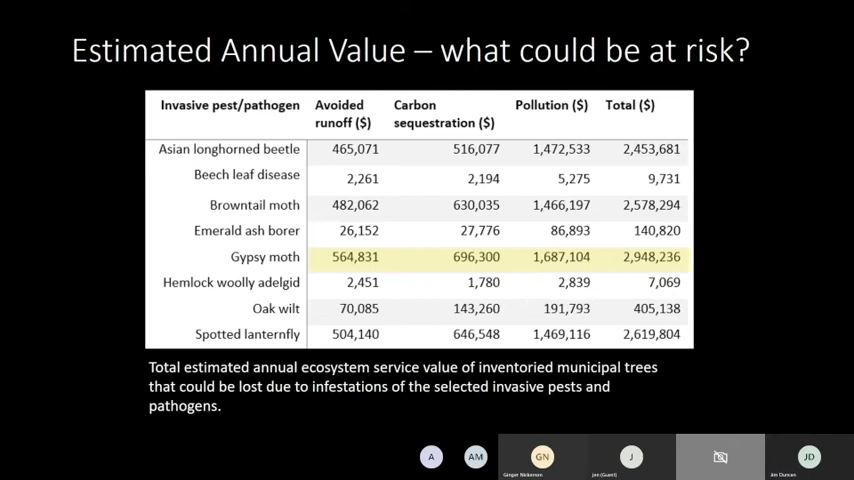 Estimated Annual Value – what could be at risk?
Invasive pest/pathogen Avoided runoff ($) Carbon sequestration ($) Pollution ($) Total ($)
Asian longhorned beetle 465,071 516,077 1,472,533 2,453,681
Beech leaf disease 2,261 2,194 5,275 9,731
Browntail moth 482,062 630,035 1,466,197 2,578,294
Emerald ash borer 26,152 27,776 86,893 140,820
Gypsy moth 564,831 696,300 1,687,104 2,948,236
Hemlock woolly adelgid 2,451 1,780 2,839 7,069
Oak wilt 70,085 143,260 191,793 405,138
Spotted lanternfly 504,140 646,548 1,469,116 2,619,804
Total estimated annual ecosystem service value of inventoried municipal trees
that could be lost due to infestations of the selected invasive pests and
pathogens.
A AM GN J JD
Ginger Nickerson jen (Guest) Jim Duncan